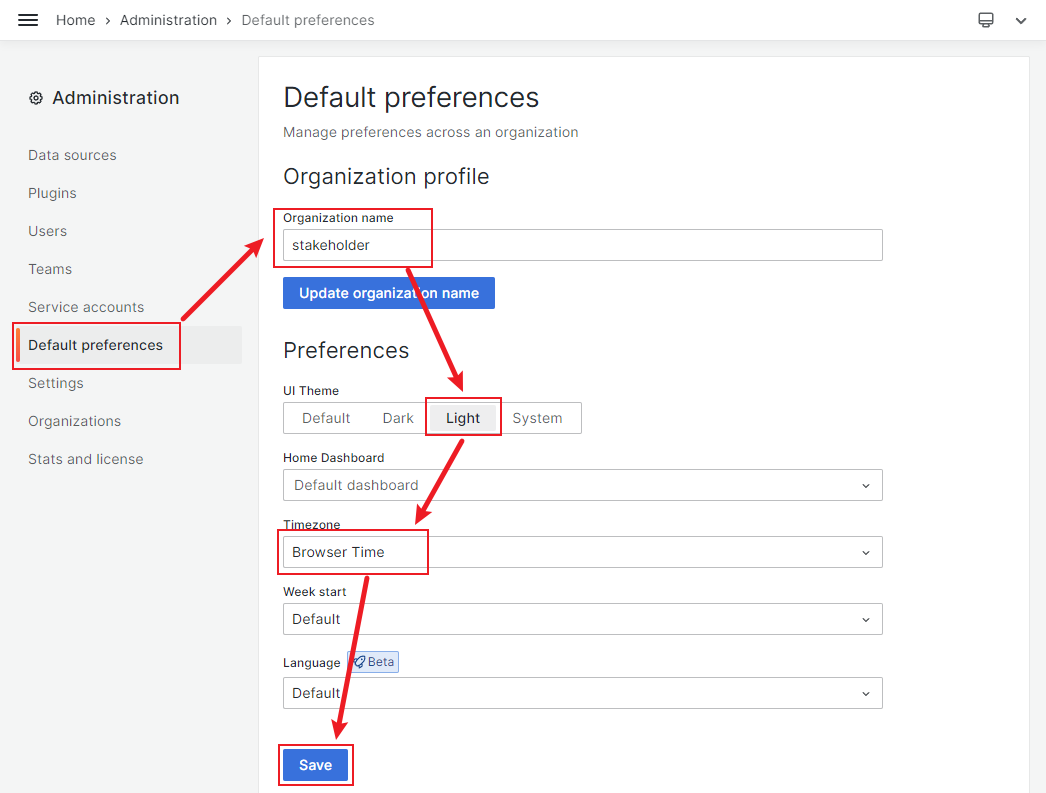 Home › Administration › Default preferences
Administration
Data sources
Plugins
Users
Teams
Service accounts
Default preferences
Settings
Organizations
Stats and license
Default preferences
Manage preferences across an organization
Organization profile
Organization name
stakeholder
Update organization name
Preferences
UI Theme
Default Dark Light System
Home Dashboard
Default dashboard
Timezone
Browser Time
Week start
Default
Language Beta
Default
Save